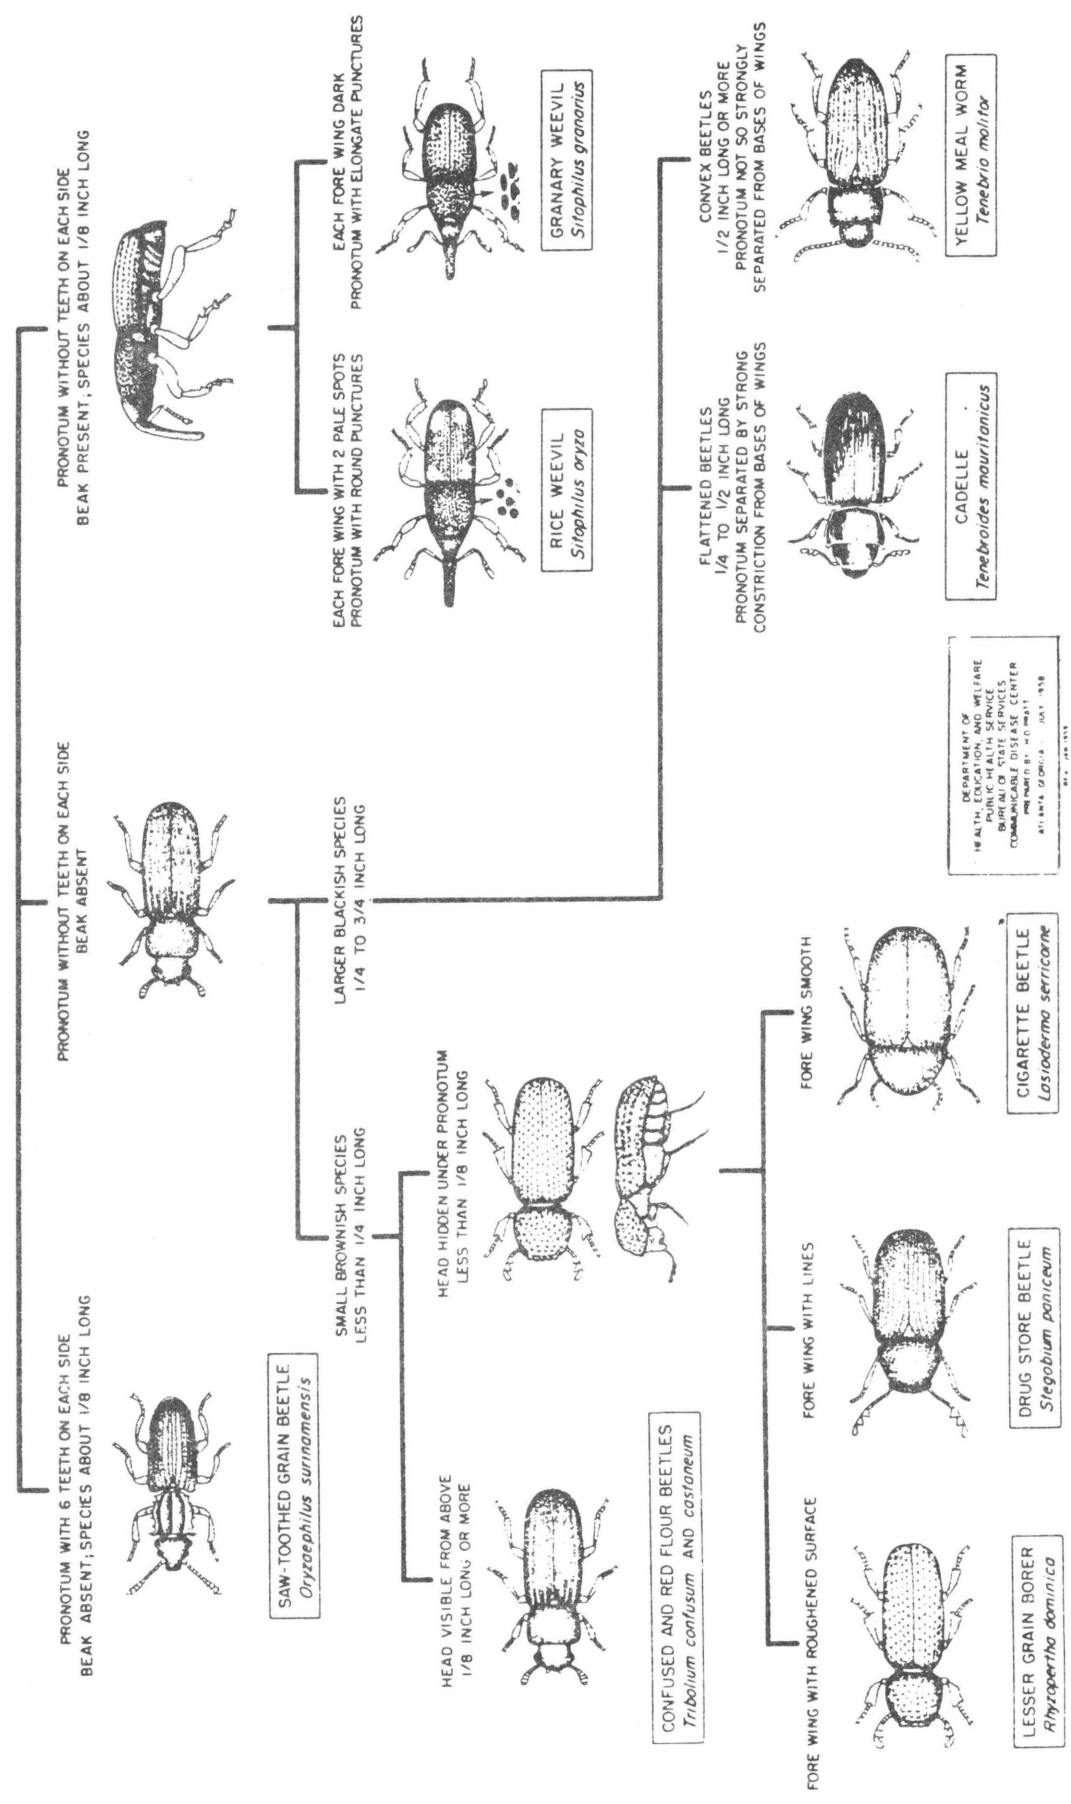 PRONOTUM WITH 6 TEETH ON EACH SIDE
BEAK ABSENT; SPECIES ABOUT 1/8 INCH LONG
SAW-TOOTHED GRAIN BEETLE
Oryzaephilus surinamensis
PRONOTUM WITHOUT TEETH ON EACH SIDE
BEAK ABSENT
PRONOTUM WITHOUT TEETH ON EACH SIDE
BEAK PRESENT; SPECIES ABOUT 1/8 INCH LONG
SMALL BROWNISH SPECIES
LESS THAN 1/4 INCH LONG
LARGER BLACKISH SPECIES
1/4 TO 3/4 INCH LONG
EACH FORE WING WITH 2 PALE SPOTS
PRONOTUM WITH ROUND PUNCTURES
RICE WEEVIL
Sitophilus oryza
EACH FORE WING DARK
PRONOTUM WITH ELONGATE PUNCTURES
GRANARY WEEVIL
Sitophilus granarius
HEAD VISIBLE FROM ABOVE
1/8 INCH LONG OR MORE
CONFUSED AND RED FLOUR BEETLES
Tribolium confusum AND castaneum
HEAD HIDDEN UNDER PRONOTUM
LESS THAN 1/8 INCH LONG
FLATTENED BEETLES
1/4 TO 1/2 INCH LONG
PRONOTUM SEPARATED BY STRONG
CONSTRICTION FROM BASES OF WINGS
CADELLE
Tenebroides mauritanicus
CONVEX BEETLES
1/2 INCH LONG OR MORE
PRONOTUM NOT SO STRONGLY
SEPARATED FROM BASES OF WINGS
YELLOW MEAL WORM
Tenebrio molitor
FORE WING WITH ROUGHENED SURFACE
LESSER GRAIN BORER
Rhyzopertha dominica
FORE WING WITH LINES
DRUG STORE BEETLE
Stegobium paniceum
FORE WING SMOOTH
CIGARETTE BEETLE
Lasioderma serricorne
DEPARTMENT OF
HEALTH, EDUCATION, AND WELFARE
PUBLIC HEALTH SERVICE
BUREAU OF STATE SERVICES
COMMUNICABLE DISEASE CENTER
PREPARED BY H D PRATT
ATLANTA GEORGIA JULY 1958